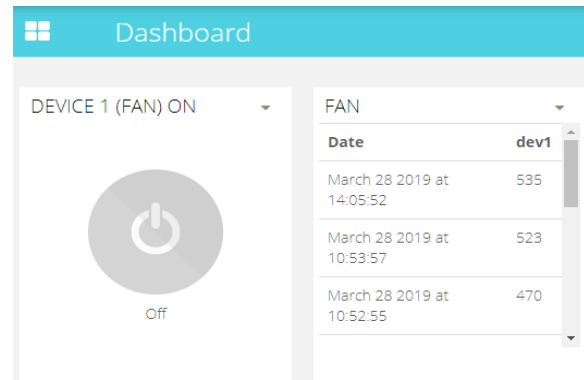 Dashboard
DEVICE 1 (FAN) ON
Off
FAN
Date dev1
March 28 2019 at 535
14:05:52
March 28 2019 at 523
10:53:57
March 28 2019 at 470
10:52:55